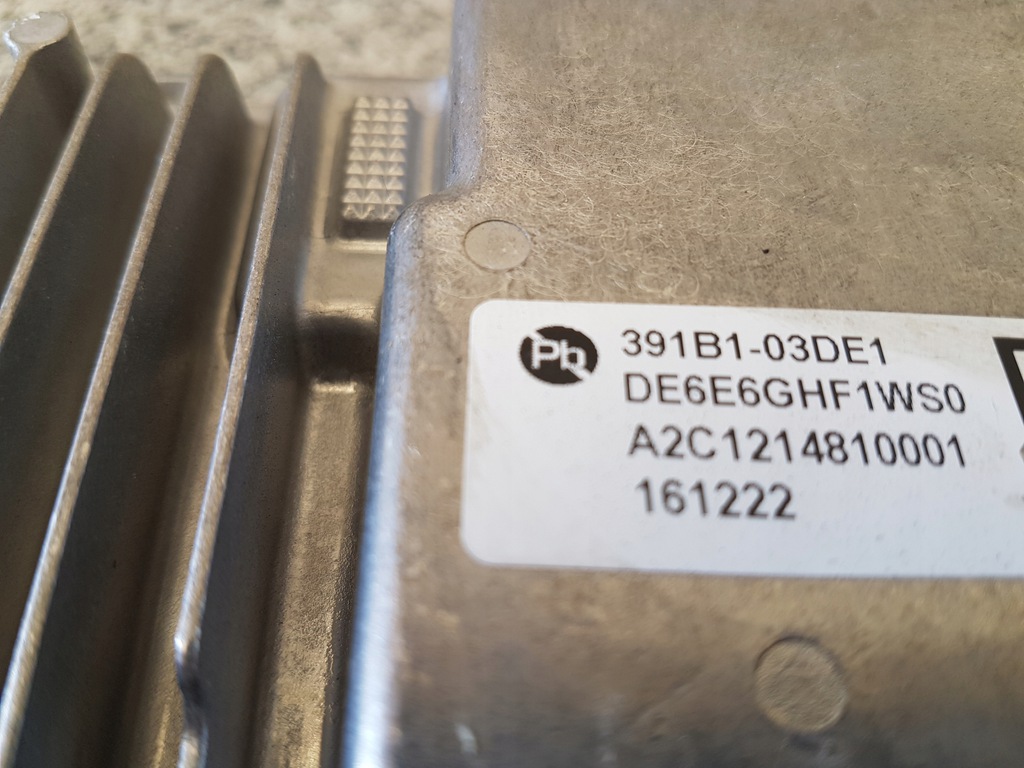 Pb
391B1-03DE1
DE6E6GHF1WS0
A2C1214810001
161222